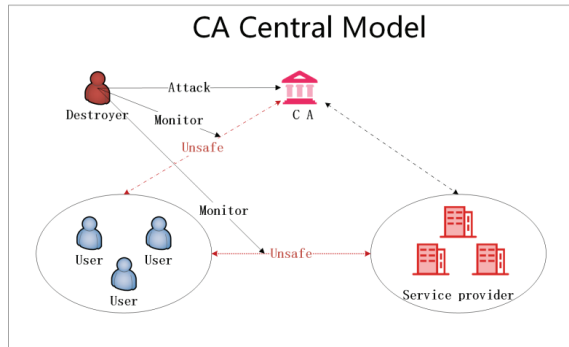 CA Central Model
Attack
Destroyer
C A
Monitor
Unsafe
Monitor
User
User
Unsafe
User
Service provider